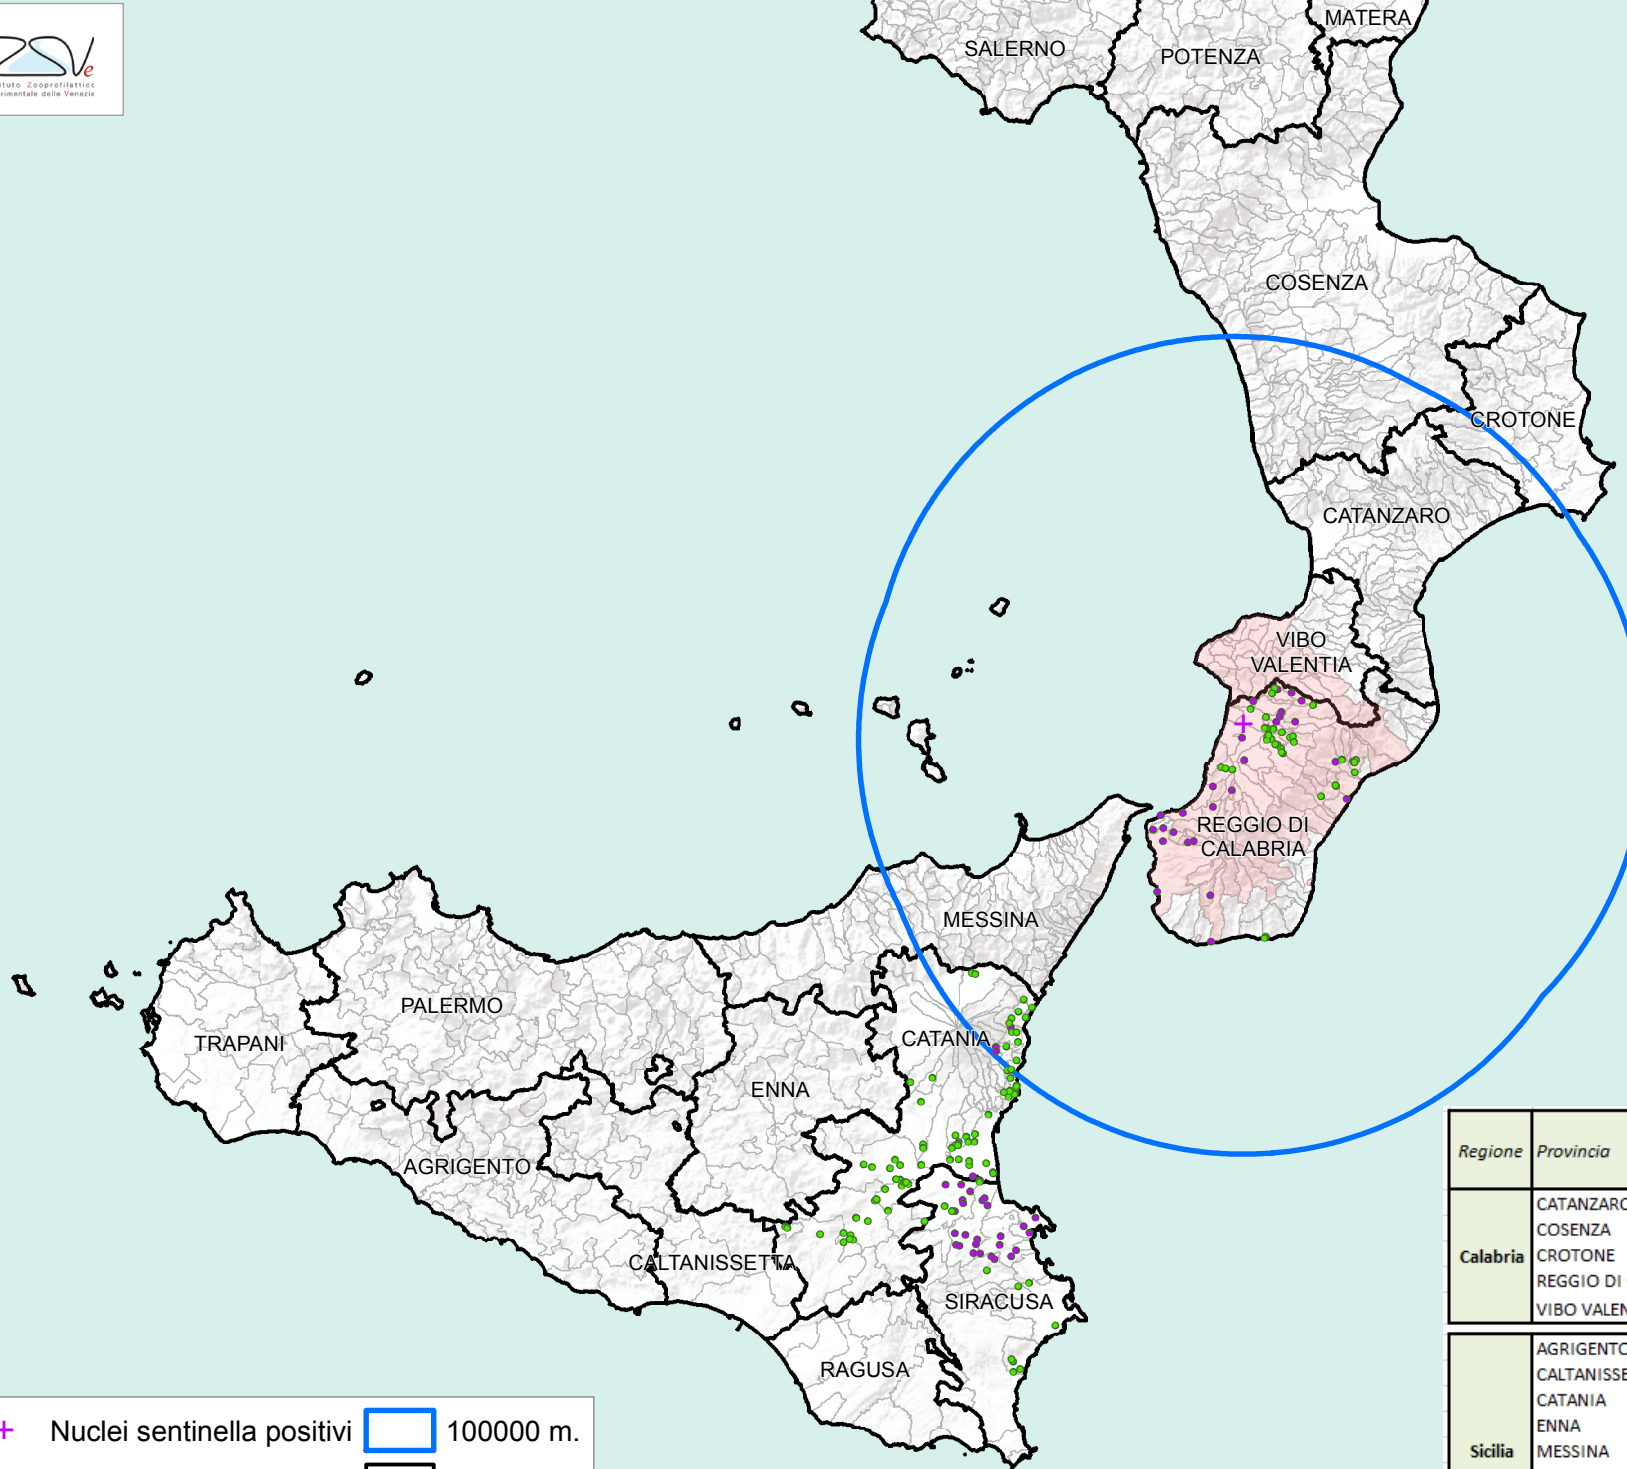 MATERA
SALERNO
POTENZA
COSENZA
CROTONE
CATANZARO
VIBO
VALENTIA
REGGIO DI
CALABRIA
MESSINA
PALERMO
TRAPANI
CATANIA
ENNA
AGRIGENTO
CALTANISSETTA
SIRACUSA
RAGUSA
Regione Provincia
CATANZARO
COSENZA
Calabria CROTONE
REGGIO DI
VIBO VALEN
AGRIGENTO
CALTANISSE
CATANIA
ENNA
Sicilia MESSINA
+ Nuclei sentinella positivi 100000 m.